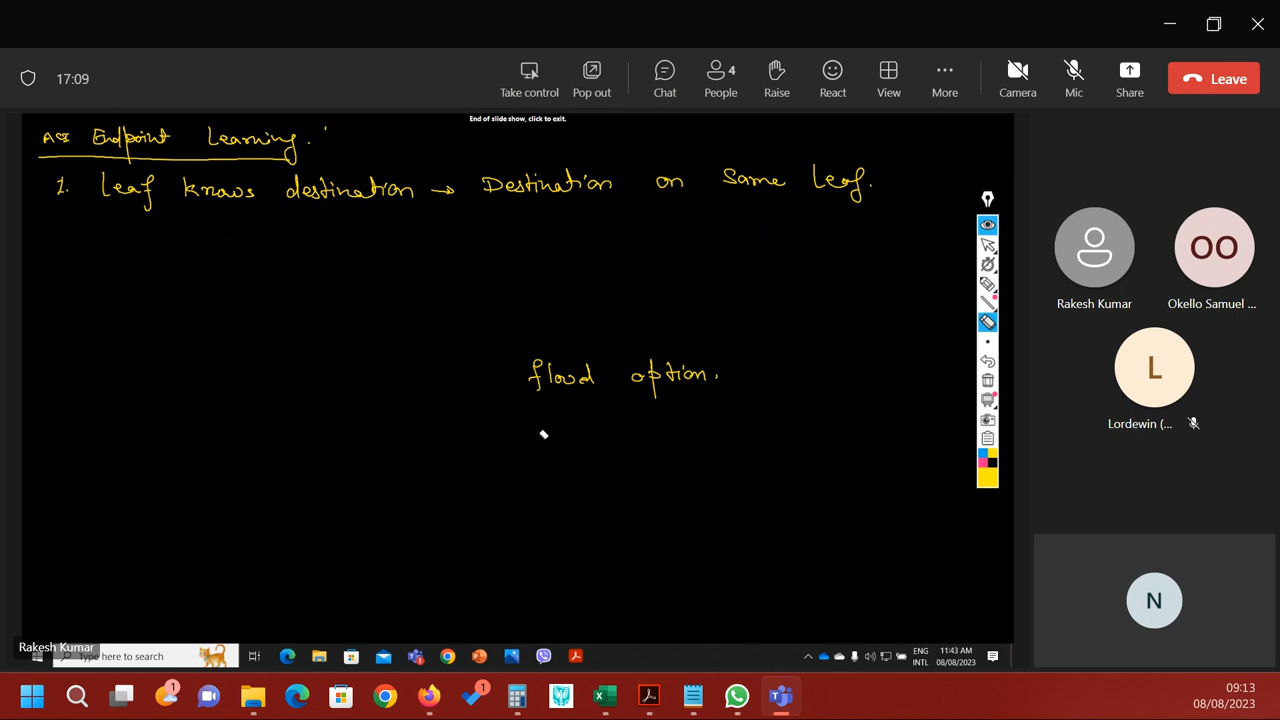 17:09
Take control
Pop out
Chat
4
People
Raise
React
View
More
Camera
Mic
Share
Leave
End of slide show, click to exit.
ACI Endpoint Learning :
1. Leaf knows destination → Destination on same leaf.
flood option.
Rakesh Kumar
OO
Okello Samuel ...
L
Lordewin (...
N
Rakesh Kumar
Type here to search
ENG
INTL
11:43 AM
08/08/2023
1
1
09:13
08/08/2023